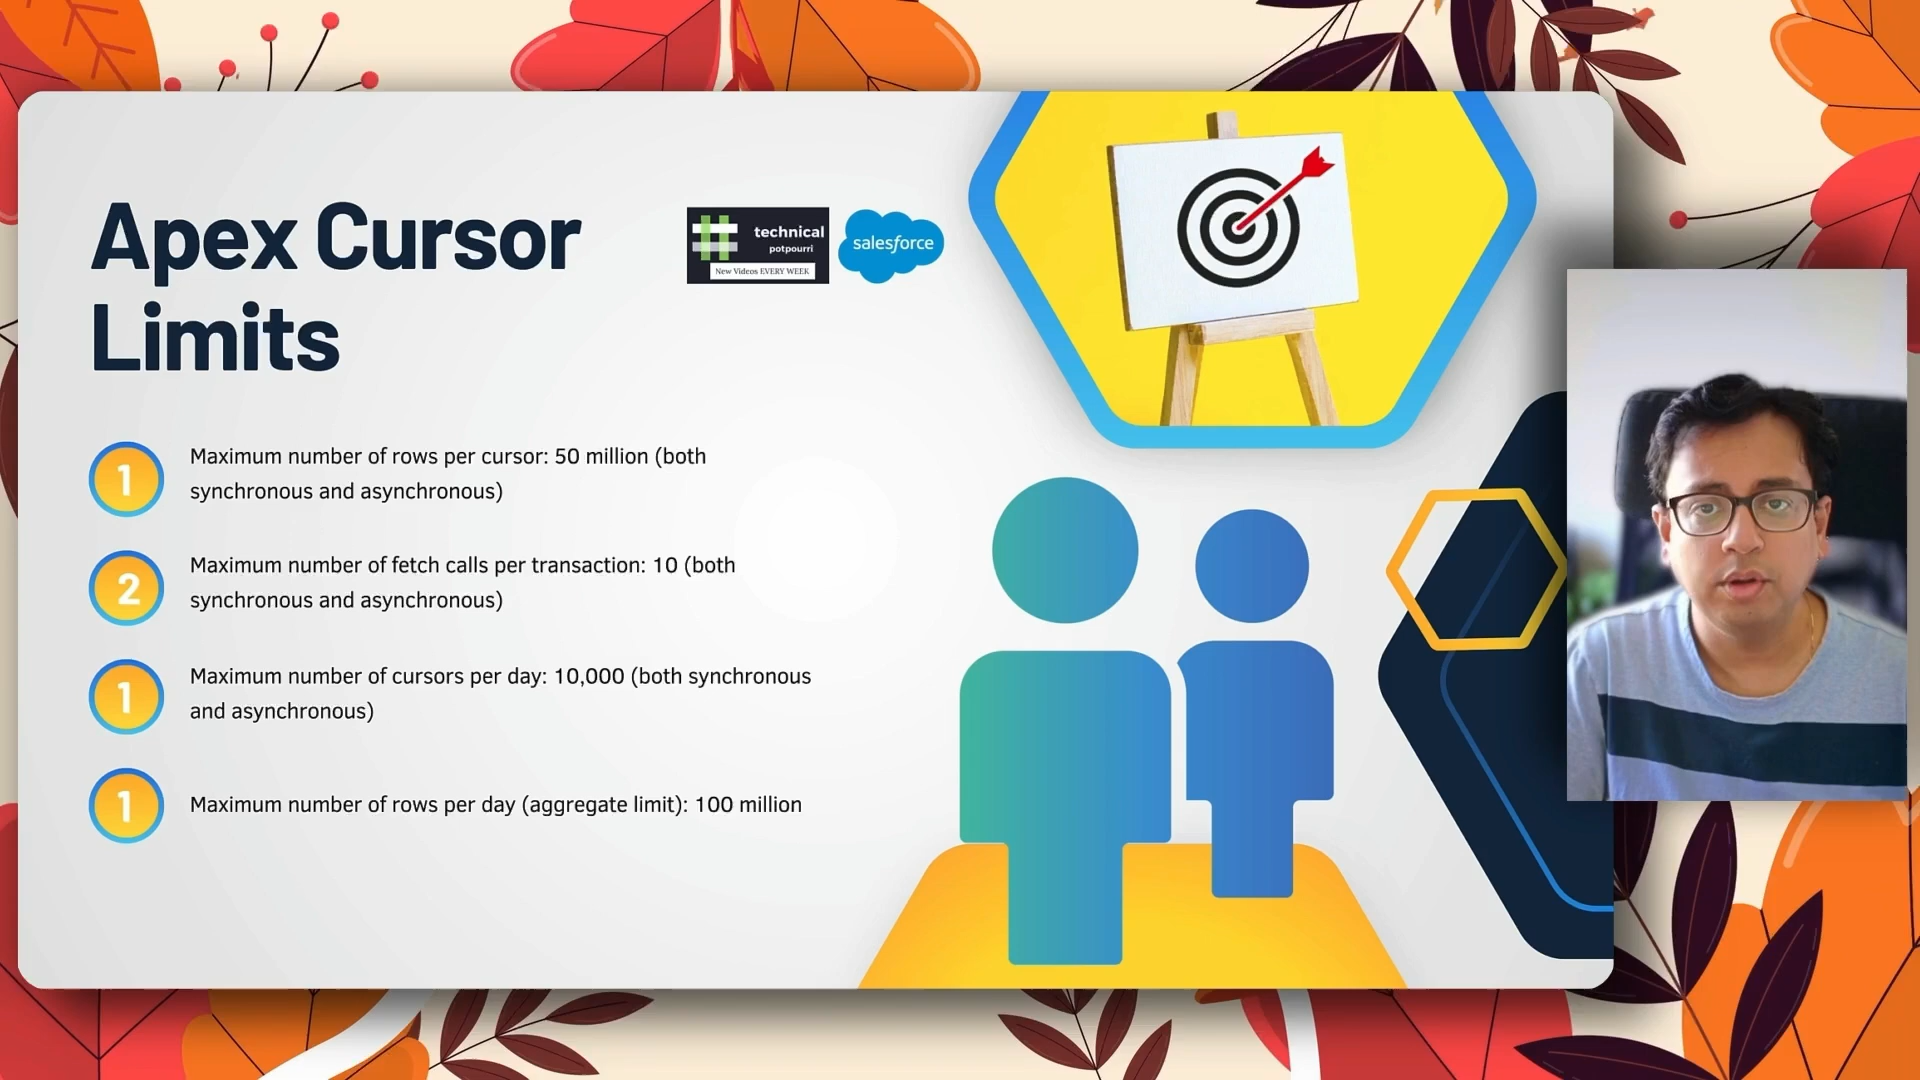 Apex Cursor
Limits
technical
potpourri
New Videos EVERY WEEK
salesforce
1
Maximum number of rows per cursor: 50 million (both
synchronous and asynchronous)
2
Maximum number of fetch calls per transaction: 10 (both
synchronous and asynchronous)
1
Maximum number of cursors per day: 10,000 (both synchronous
and asynchronous)
1
Maximum number of rows per day (aggregate limit): 100 million